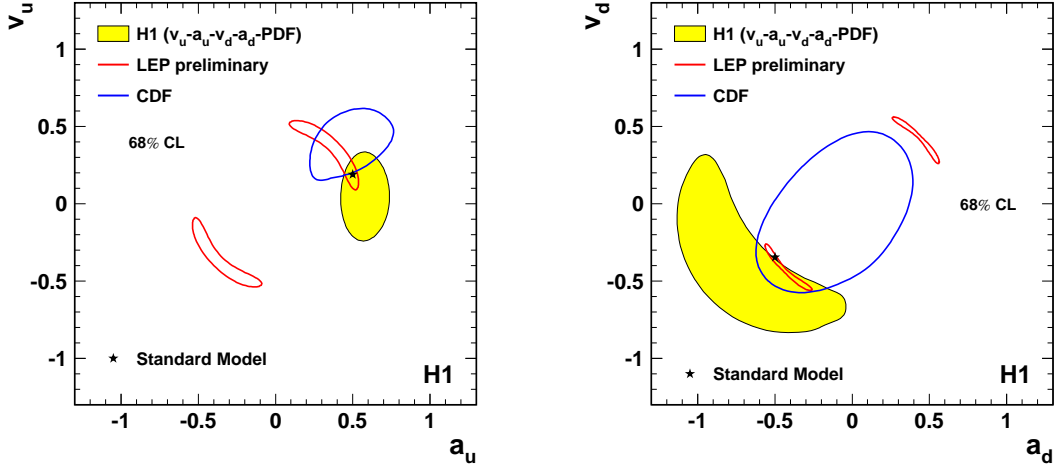 v_u
H1 (v_u-a_u-v_d-a_d-PDF)
LEP preliminary
CDF
68% CL
Standard Model
H1
1
0.5
0
-0.5
-1
-1 -0.5 0 0.5 1
a_u
v_d
H1 (v_u-a_u-v_d-a_d-PDF)
LEP preliminary
CDF
68% CL
Standard Model
H1
1
0.5
0
-0.5
-1
-1 -0.5 0 0.5 1
a_d